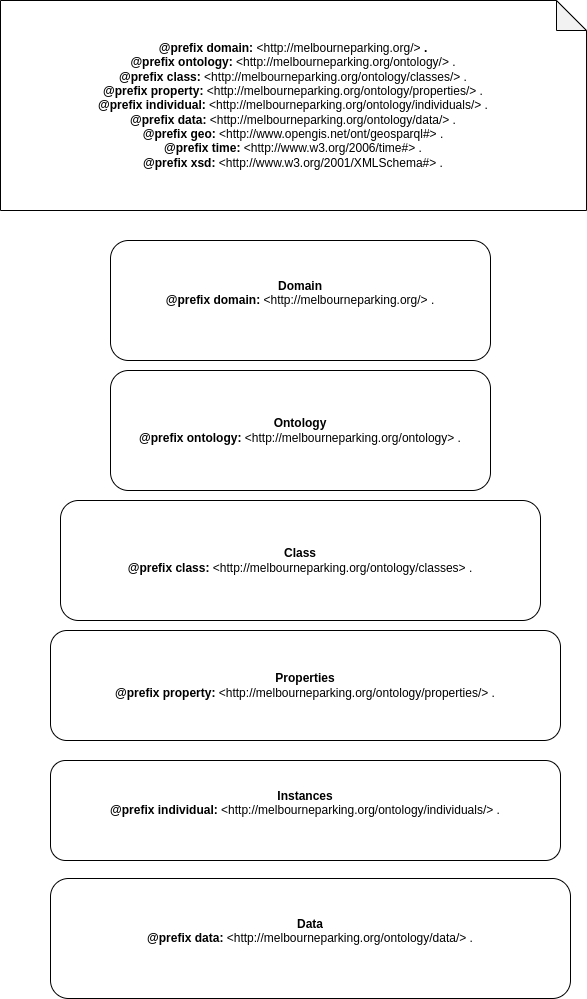 @prefix domain: <http://melbourneparking.org/> .
@prefix ontology: <http://melbourneparking.org/ontology/> .
@prefix class: <http://melbourneparking.org/ontology/classes/> .
@prefix property: <http://melbourneparking.org/ontology/properties/> .
@prefix individual: <http://melbourneparking.org/ontology/individuals/> .
@prefix data: <http://melbourneparking.org/ontology/data/> .
@prefix geo: <http://www.opengis.net/ont/geosparql#> .
@prefix time: <http://www.w3.org/2006/time#> .
@prefix xsd: <http://www.w3.org/2001/XMLSchema#> .
Domain
@prefix domain: <http://melbourneparking.org/> .
Ontology
@prefix ontology: <http://melbourneparking.org/ontology> .
Class
@prefix class: <http://melbourneparking.org/ontology/classes> .
Properties
@prefix property: <http://melbourneparking.org/ontology/properties/> .
Instances
@prefix individual: <http://melbourneparking.org/ontology/individuals/> .
Data
@prefix data: <http://melbourneparking.org/ontology/data/> .